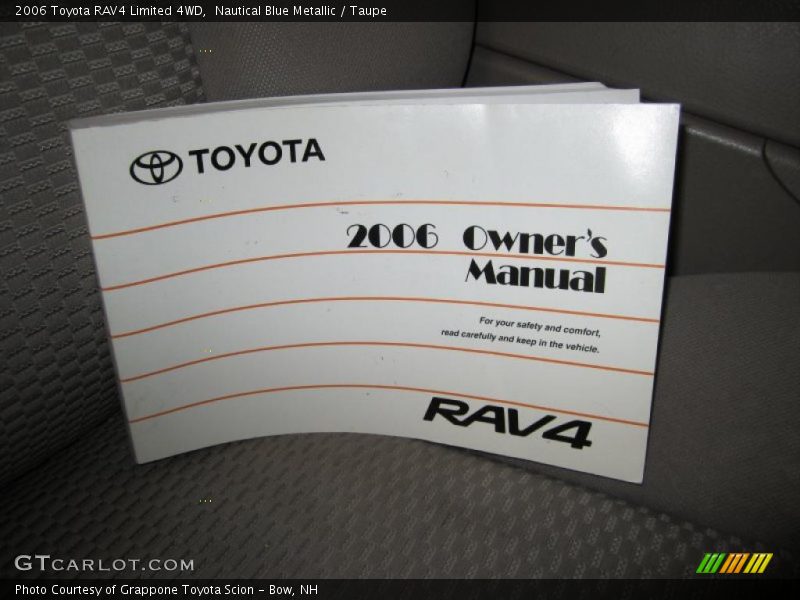 2006 Toyota RAV4 Limited 4WD,  Nautical Blue Metallic / Taupe
TOYOTA
2006 Owner's
Manual
For your safety and comfort,
read carefully and keep in the vehicle.
RAV4
GTCARLOT.COM
Photo Courtesy of Grappone Toyota Scion - Bow, NH